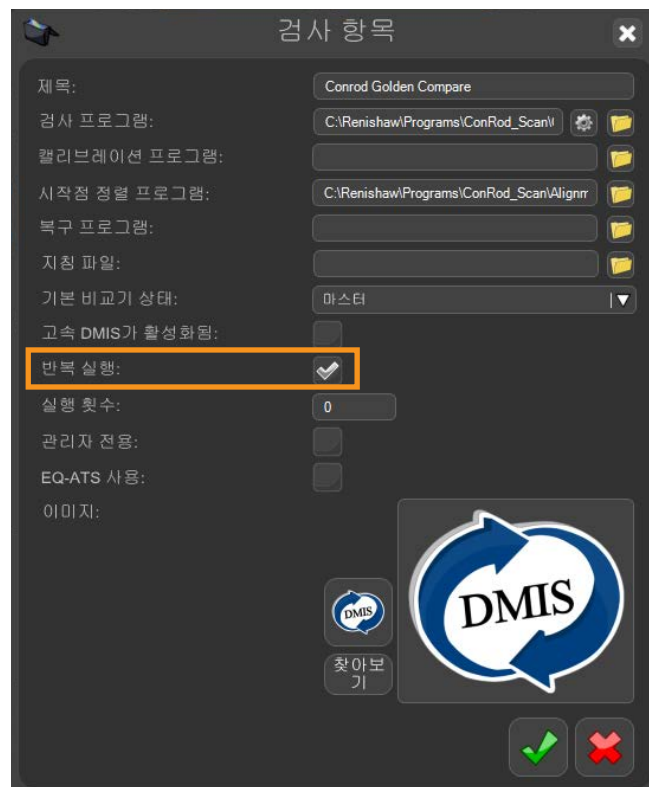 검사 항목
제목: Conrod Golden Compare
검사 프로그램: C:\Renishaw\Programs\ConRod_Scan\
캘리브레이션 프로그램:
시작점 정렬 프로그램: C:\Renishaw\Programs\ConRod_Scan\Alignm
복구 프로그램:
지침 파일:
기본 비교기 상태: 마스터
고속 DMIS가 활성화됨:
반복 실행:
실행 횟수: 0
관리자 전용:
EQ-ATS 사용:
이미지:
DMIS
DMIS
찾아보
기